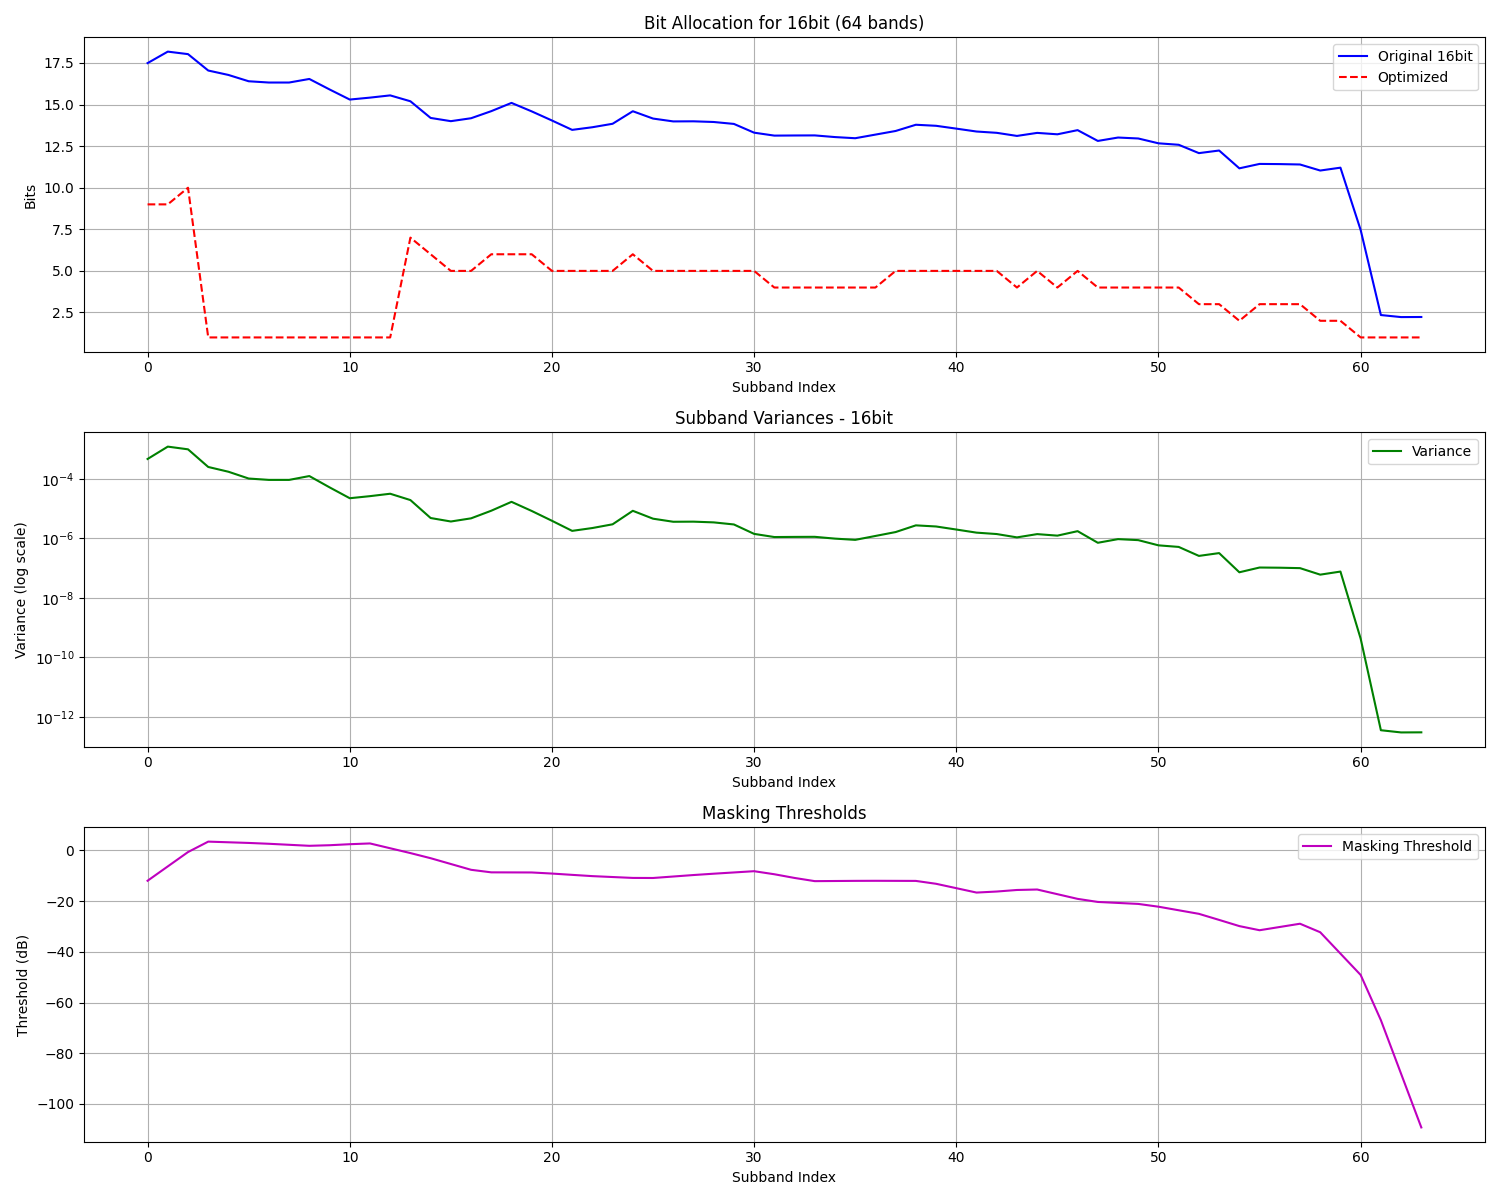 Bit Allocation for 16bit (64 bands)
Original 16bit
Optimized
Bits
17.5
15.0
12.5
10.0
7.5
5.0
2.5
0 10 20 30 40 50 60
Subband Index
Subband Variances - 16bit
Variance
Variance (log scale)
10⁻⁴
10⁻⁶
10⁻⁸
10⁻¹⁰
10⁻¹²
0 10 20 30 40 50 60
Subband Index
Masking Thresholds
Masking Threshold
Threshold (dB)
0
−20
−40
−60
−80
−100
0 10 20 30 40 50 60
Subband Index